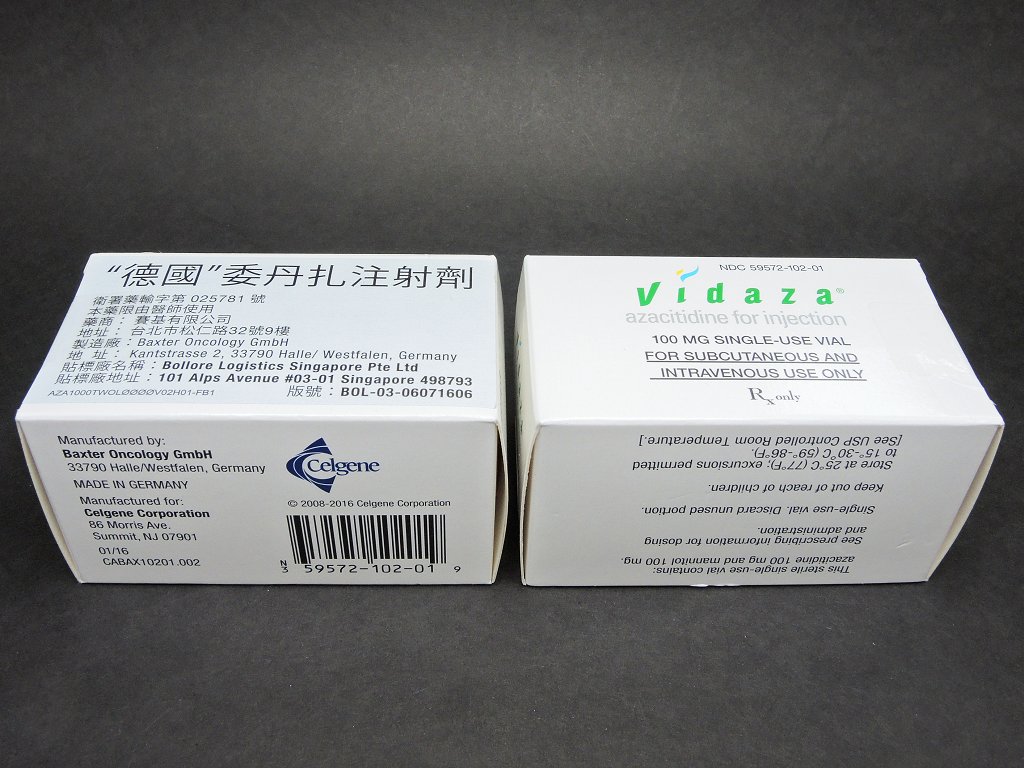 “德國”委丹扎注射劑
衛署藥輸字第 025781 號
本藥限由醫師使用
藥商：賽基有限公司
地址：台北市松仁路32號9樓
製造廠：Baxter Oncology GmbH
地 址： Kantstrasse 2, 33790 Halle/ Westfalen, Germany
貼標廠名稱：Bollore Logistics Singapore Pte Ltd
貼標廠地址：101 Alps Avenue #03-01 Singapore 498793
AZA1000TWOLØØØØV02H01-FB1
版號：BOL-03-06071606
Manufactured by:
Baxter Oncology GmbH
33790 Halle/Westfalen, Germany
MADE IN GERMANY
Manufactured for:
Celgene Corporation
86 Morris Ave.
Summit, NJ 07901
01/16
CABAX10201.002
Celgene
© 2008-2016 Celgene Corporation
N
3 59572-102-01 9
NDC 59572-102-01
Vidaza®
azacitidine for injection
100 MG SINGLE-USE VIAL
FOR SUBCUTANEOUS AND
INTRAVENOUS USE ONLY
Rx only
This sterile single-use vial contains:
azacitidine 100 mg and mannitol 100 mg.
See prescribing information for dosing
and administration.
Single-use vial. Discard unused portion.
Keep out of reach of children.
Store at 25°C (77°F); excursions permitted
to 15°-30°C (59°-86°F).
[See USP Controlled Room Temperature.]